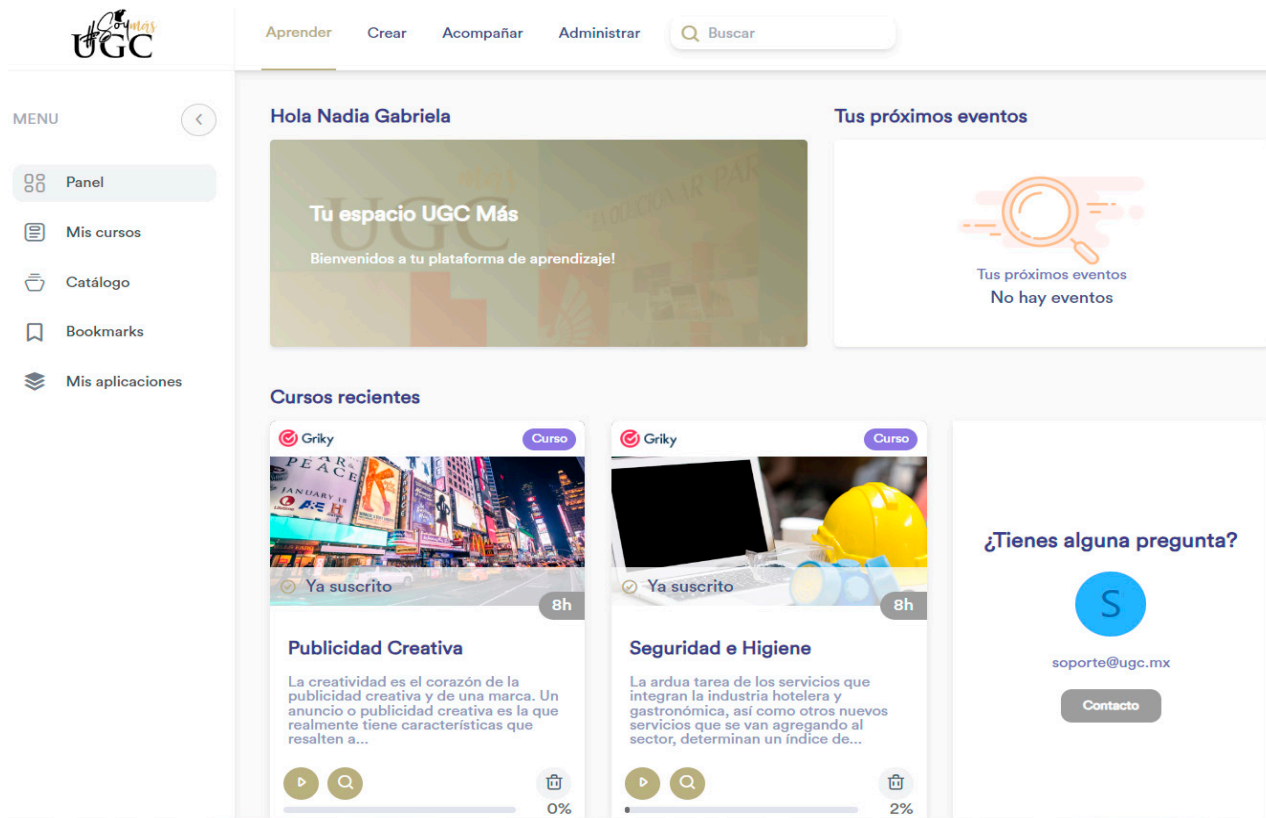 #Soymás
UGC
Aprender
Crear
Acompañar
Administrar
Buscar
MENU
Panel
Mis cursos
Catálogo
Bookmarks
Mis aplicaciones
Hola Nadia Gabriela
UGC
Tu espacio UGC Más
Bienvenidos a tu plataforma de aprendizaje!
Tus próximos eventos
Tus próximos eventos
No hay eventos
Cursos recientes
Griky
Curso
PEACE
JANUARY 18
A&E
Ya suscrito
8h
Publicidad Creativa
La creatividad es el corazón de la
publicidad creativa y de una marca. Un
anuncio o publicidad creativa es la que
realmente tiene características que
resalten a...
0%
Griky
Curso
Ya suscrito
8h
Seguridad e Higiene
La ardua tarea de los servicios que
integran la industria hotelera y
gastronómica, así como otros nuevos
servicios que se van agregando al
sector, determinan un índice de...
2%
¿Tienes alguna pregunta?
S
soporte@ugc.mx
Contacto